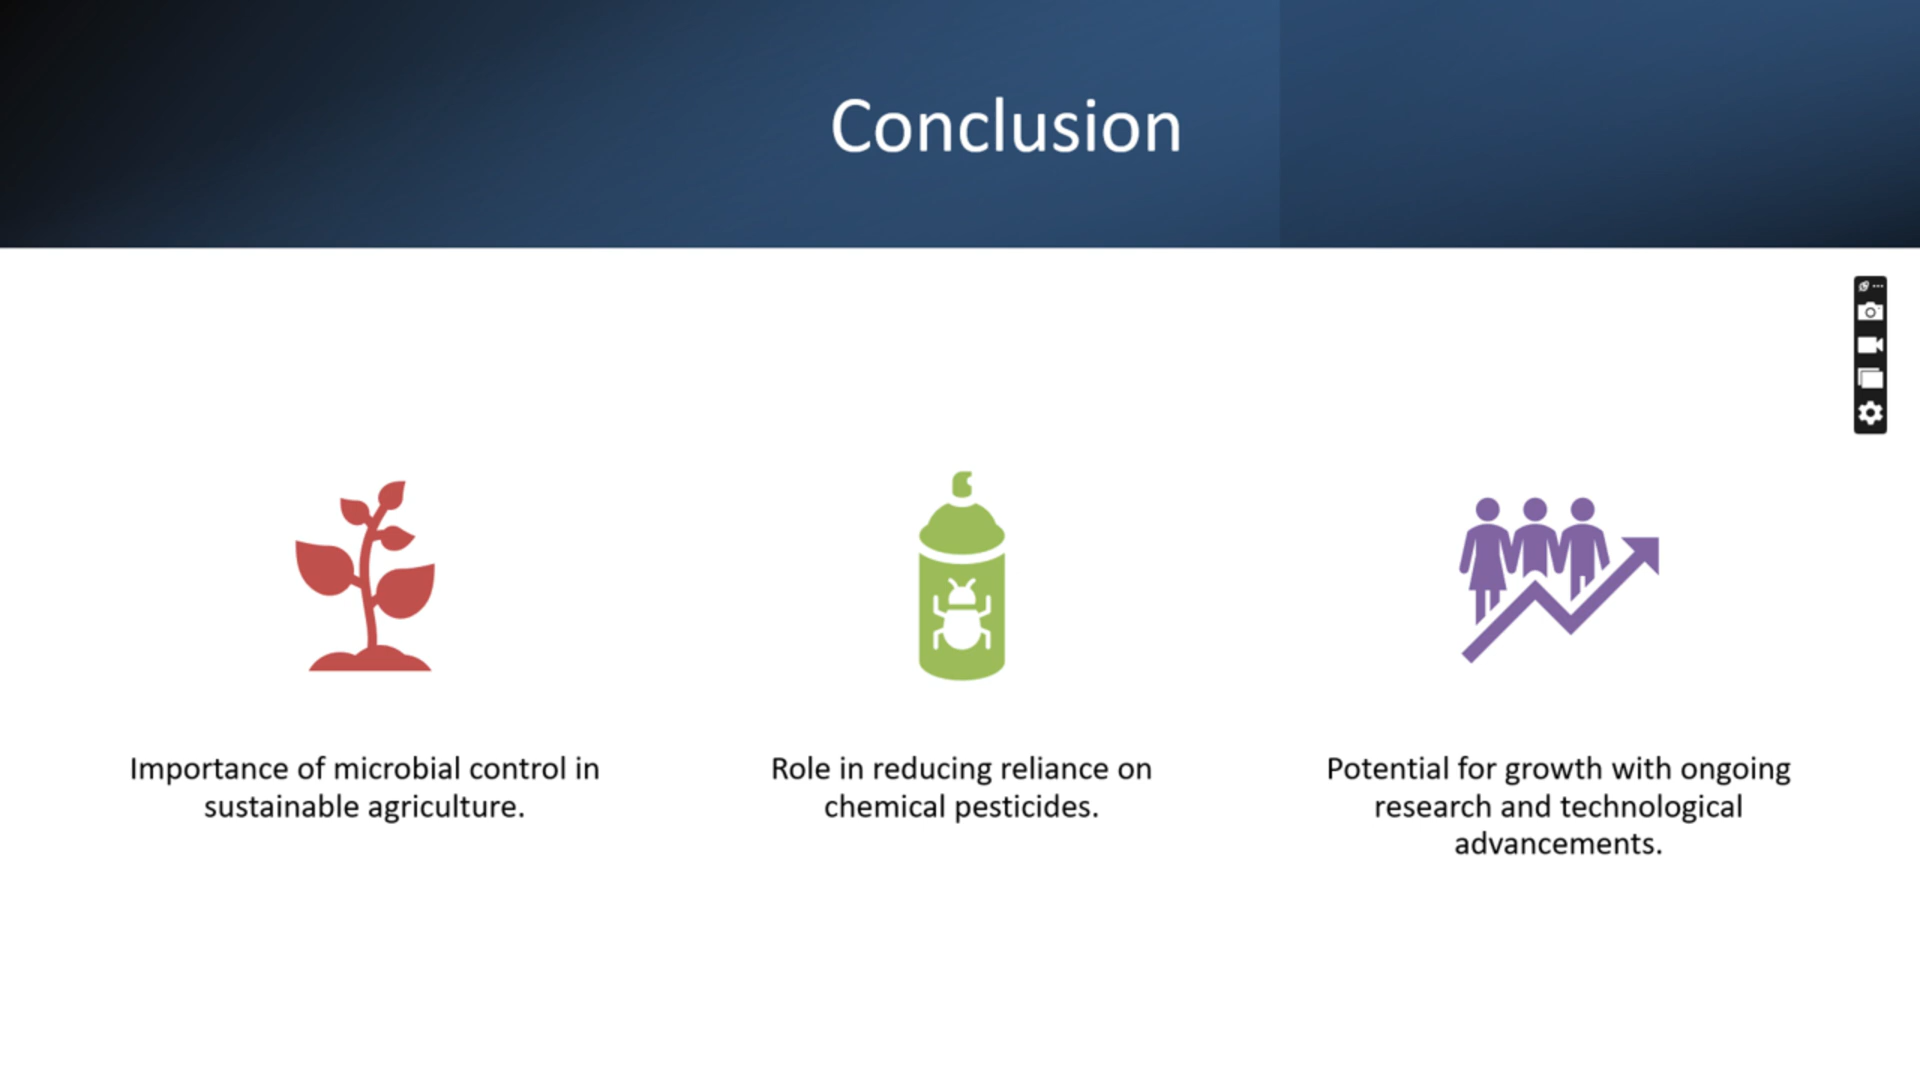 Conclusion
Importance of microbial control in
sustainable agriculture.
Role in reducing reliance on
chemical pesticides.
Potential for growth with ongoing
research and technological
advancements.